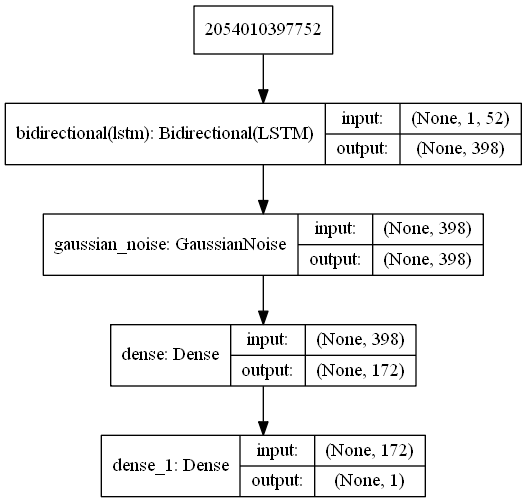 2054010397752
bidirectional(lstm): Bidirectional(LSTM)
input: (None, 1, 52)
output: (None, 398)
gaussian_noise: GaussianNoise
input: (None, 398)
output: (None, 398)
dense: Dense
input: (None, 398)
output: (None, 172)
dense_1: Dense
input: (None, 172)
output: (None, 1)